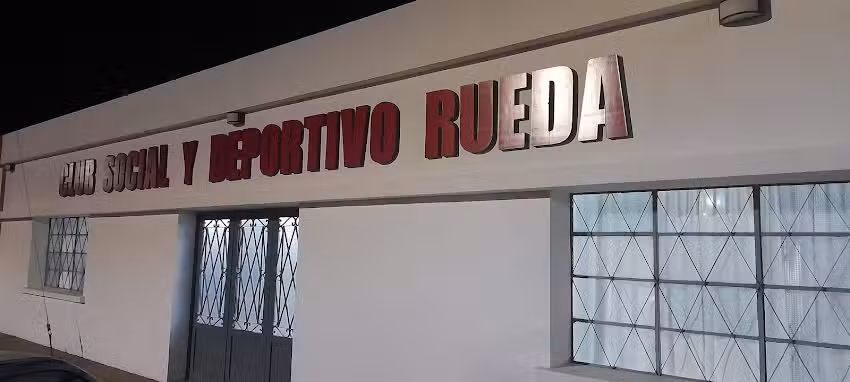 CLUB SOCIAL Y DEPORTIVO RUEDA